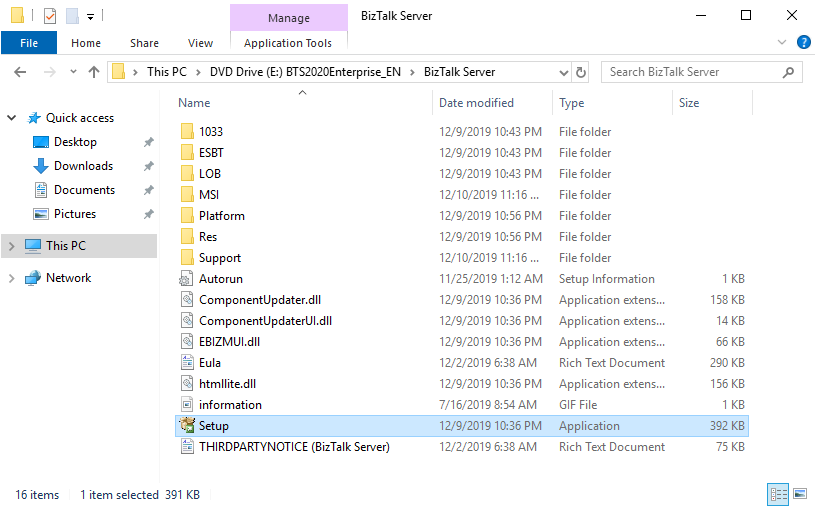 Manage
BizTalk Server
File Home Share View Application Tools
This PC DVD Drive (E:) BTS2020Enterprise_EN BizTalk Server Search BizTalk Server
Name Date modified Type Size
Quick access
Desktop
Downloads
Documents
Pictures
This PC
Network
1033 12/9/2019 10:43 PM File folder
ESBT 12/9/2019 10:43 PM File folder
LOB 12/9/2019 10:43 PM File folder
MSI 12/10/2019 11:16 ... File folder
Platform 12/9/2019 10:56 PM File folder
Res 12/9/2019 10:56 PM File folder
Support 12/10/2019 11:16 ... File folder
Autorun 11/25/2019 1:12 AM Setup Information 1 KB
ComponentUpdater.dll 12/9/2019 10:36 PM Application extens... 158 KB
ComponentUpdaterUI.dll 12/9/2019 10:36 PM Application extens... 14 KB
EBIZMUI.dll 12/9/2019 10:36 PM Application extens... 66 KB
Eula 12/2/2019 6:38 AM Rich Text Document 290 KB
htmllite.dll 12/9/2019 10:36 PM Application extens... 156 KB
information 7/16/2019 8:54 AM GIF File 1 KB
Setup 12/9/2019 10:36 PM Application 392 KB
THIRDPARTYNOTICE (BizTalk Server) 12/2/2019 6:38 AM Rich Text Document 75 KB
16 items 1 item selected 391 KB